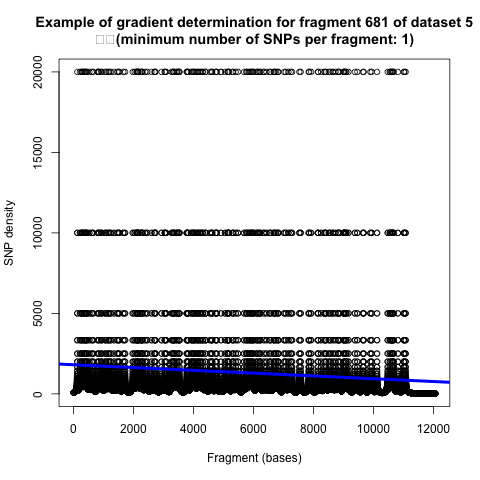 Example of gradient determination for fragment 681 of dataset 5
(minimum number of SNPs per fragment: 1)
SNP density
20000
15000
10000
5000
0
0 2000 4000 6000 8000 10000 12000
Fragment (bases)